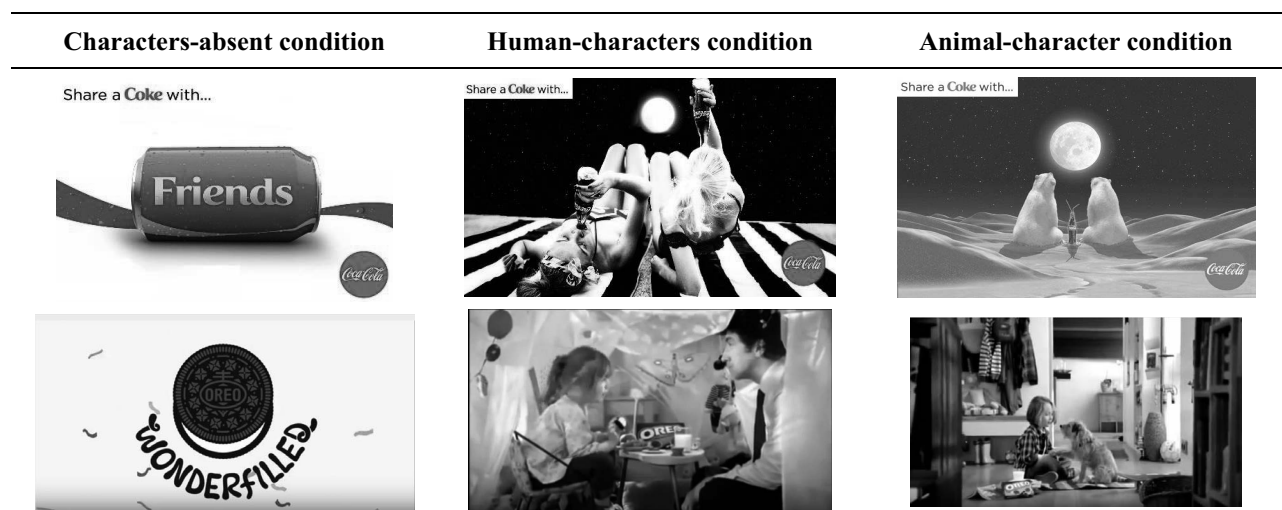 Characters-absent condition Human-characters condition Animal-character condition
Share a Coke with...
Friends
Coca-Cola
Share a Coke with...
Coca-Cola
Share a Coke with...
Coca-Cola
OREO
WONDERFILLED
OREO
OREO